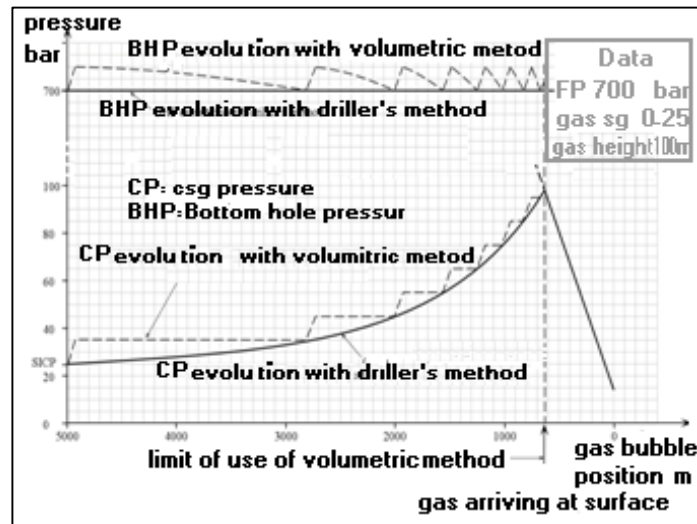 pressure
bar
BHP evolution with volumetric metod
700
BHP evolution with driller's method
Data
FP 700 bar
gas sg 0-25
gas height100m
100
CP: csg pressure
BHP:Bottom hole pressur
80
CP evolution with volumitric metod
60
40
SICP
CP evolution with driller's method
20
0
5000 4000 3000 2000 1000 0
limit of use of volumetric method
gas bubble
position m
gas arriving at surface